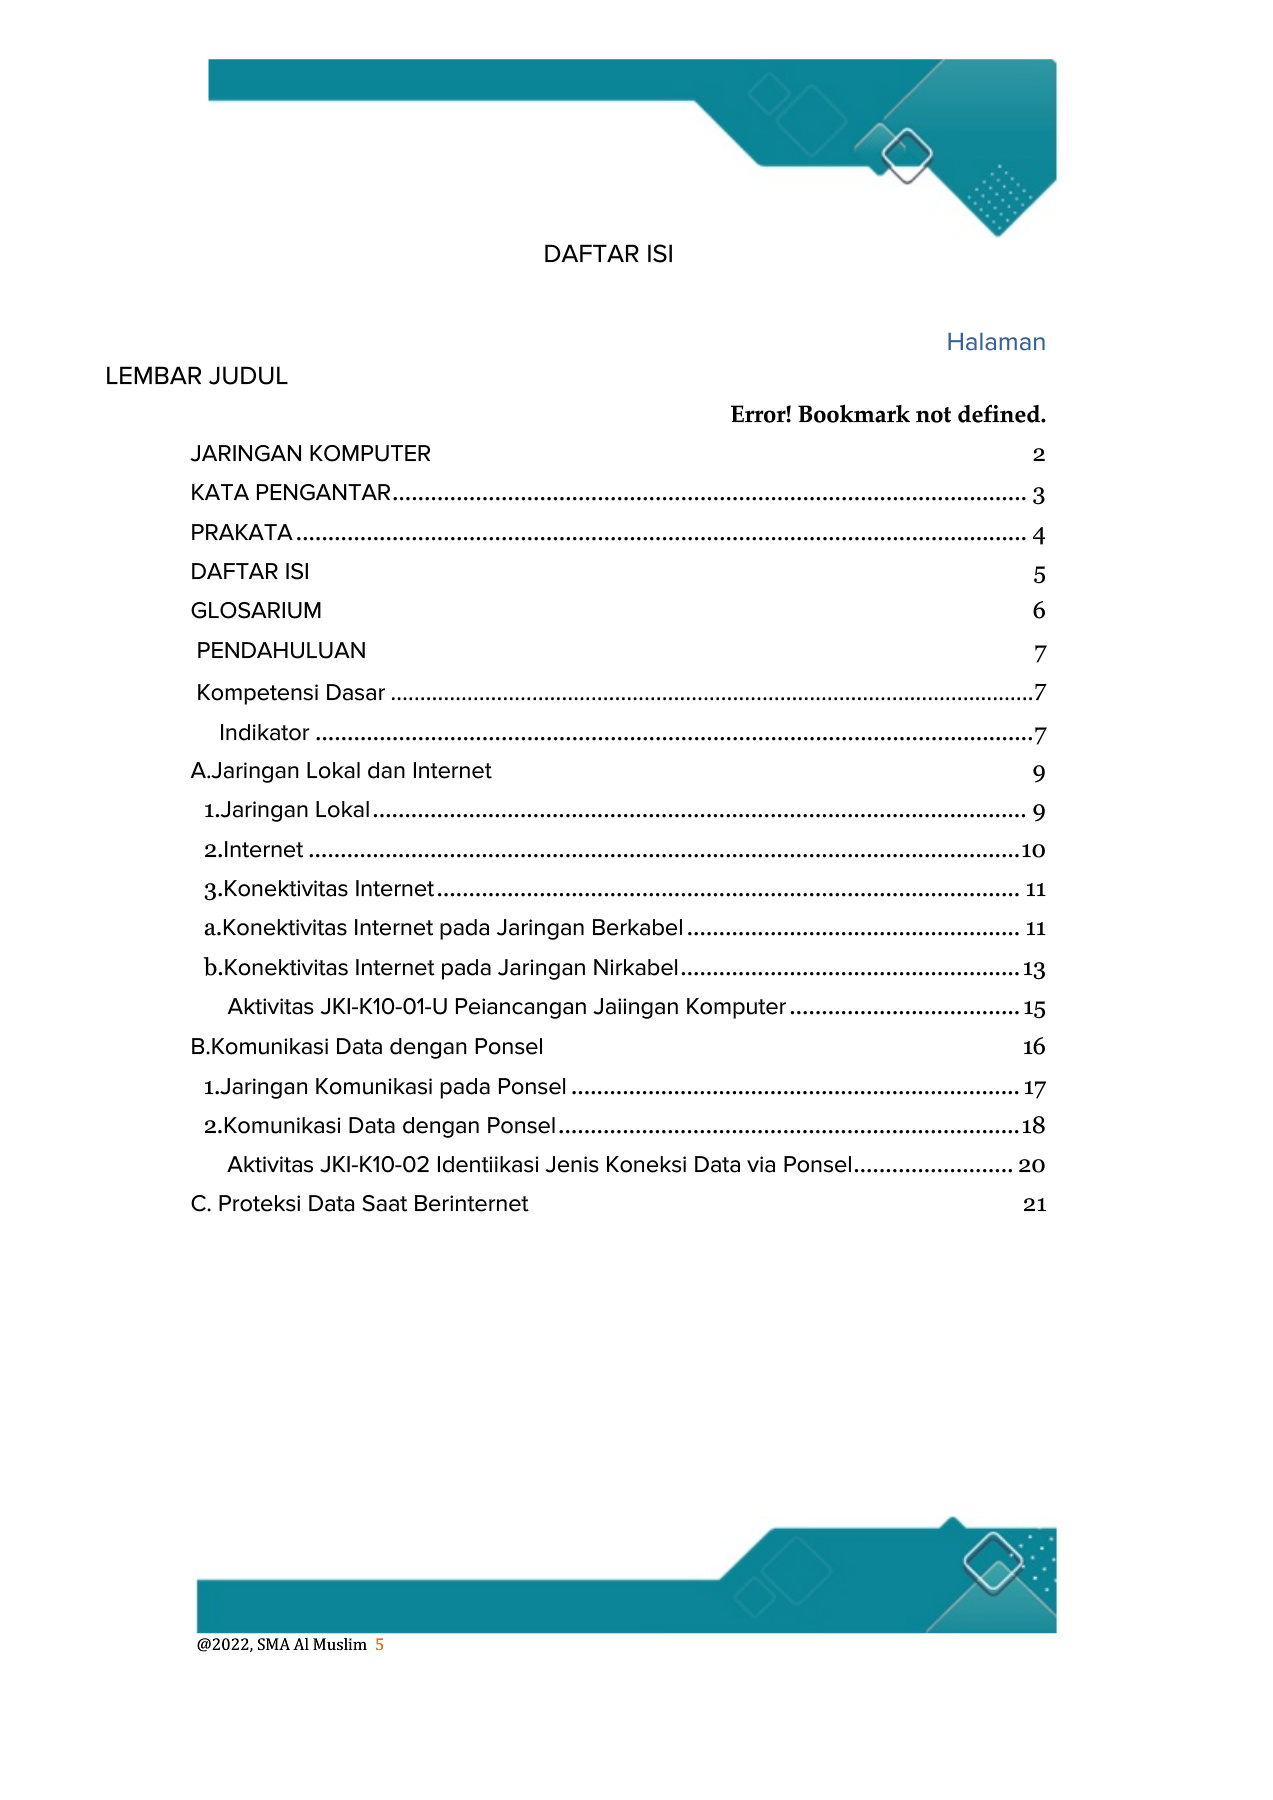 DAFTAR ISI
Halaman
LEMBAR JUDUL
Error! Bookmark not defined.
JARINGAN KOMPUTER 2
KATA PENGANTAR.................................................................................................. 3
PRAKATA................................................................................................................. 4
DAFTAR ISI 5
GLOSARIUM 6
PENDAHULUAN 7
Kompetensi Dasar ............................................................................................................7
Indikator ................................................................................................................7
A.Jaringan Lokal dan Internet 9
1.Jaringan Lokal..................................................................................................... 9
2.Internet ..............................................................................................................10
3.Konektivitas Internet.......................................................................................... 11
a.Konektivitas Internet pada Jaringan Berkabel.................................................... 11
b.Konektivitas Internet pada Jaringan Nirkabel.....................................................13
Aktivitas JKI-K10-01-U Peiancangan Jaiingan Komputer....................................15
B.Komunikasi Data dengan Ponsel 16
1.Jaringan Komunikasi pada Ponsel...................................................................... 17
2.Komunikasi Data dengan Ponsel........................................................................18
Aktivitas JKI-K10-02 Identiikasi Jenis Koneksi Data via Ponsel......................... 20
C. Proteksi Data Saat Berinternet 21
@2022, SMA Al Muslim 5